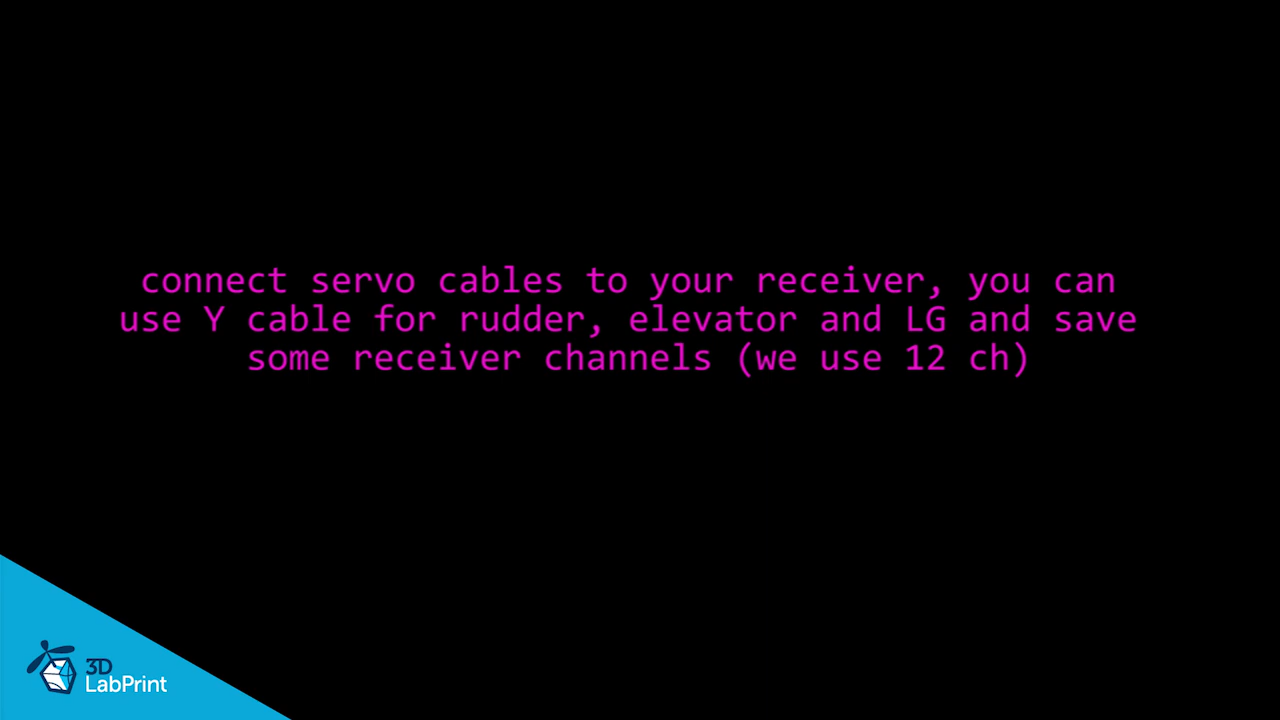 connect servo cables to your receiver, you can
use Y cable for rudder, elevator and LG and save
some receiver channels (we use 12 ch)
3D
LabPrint